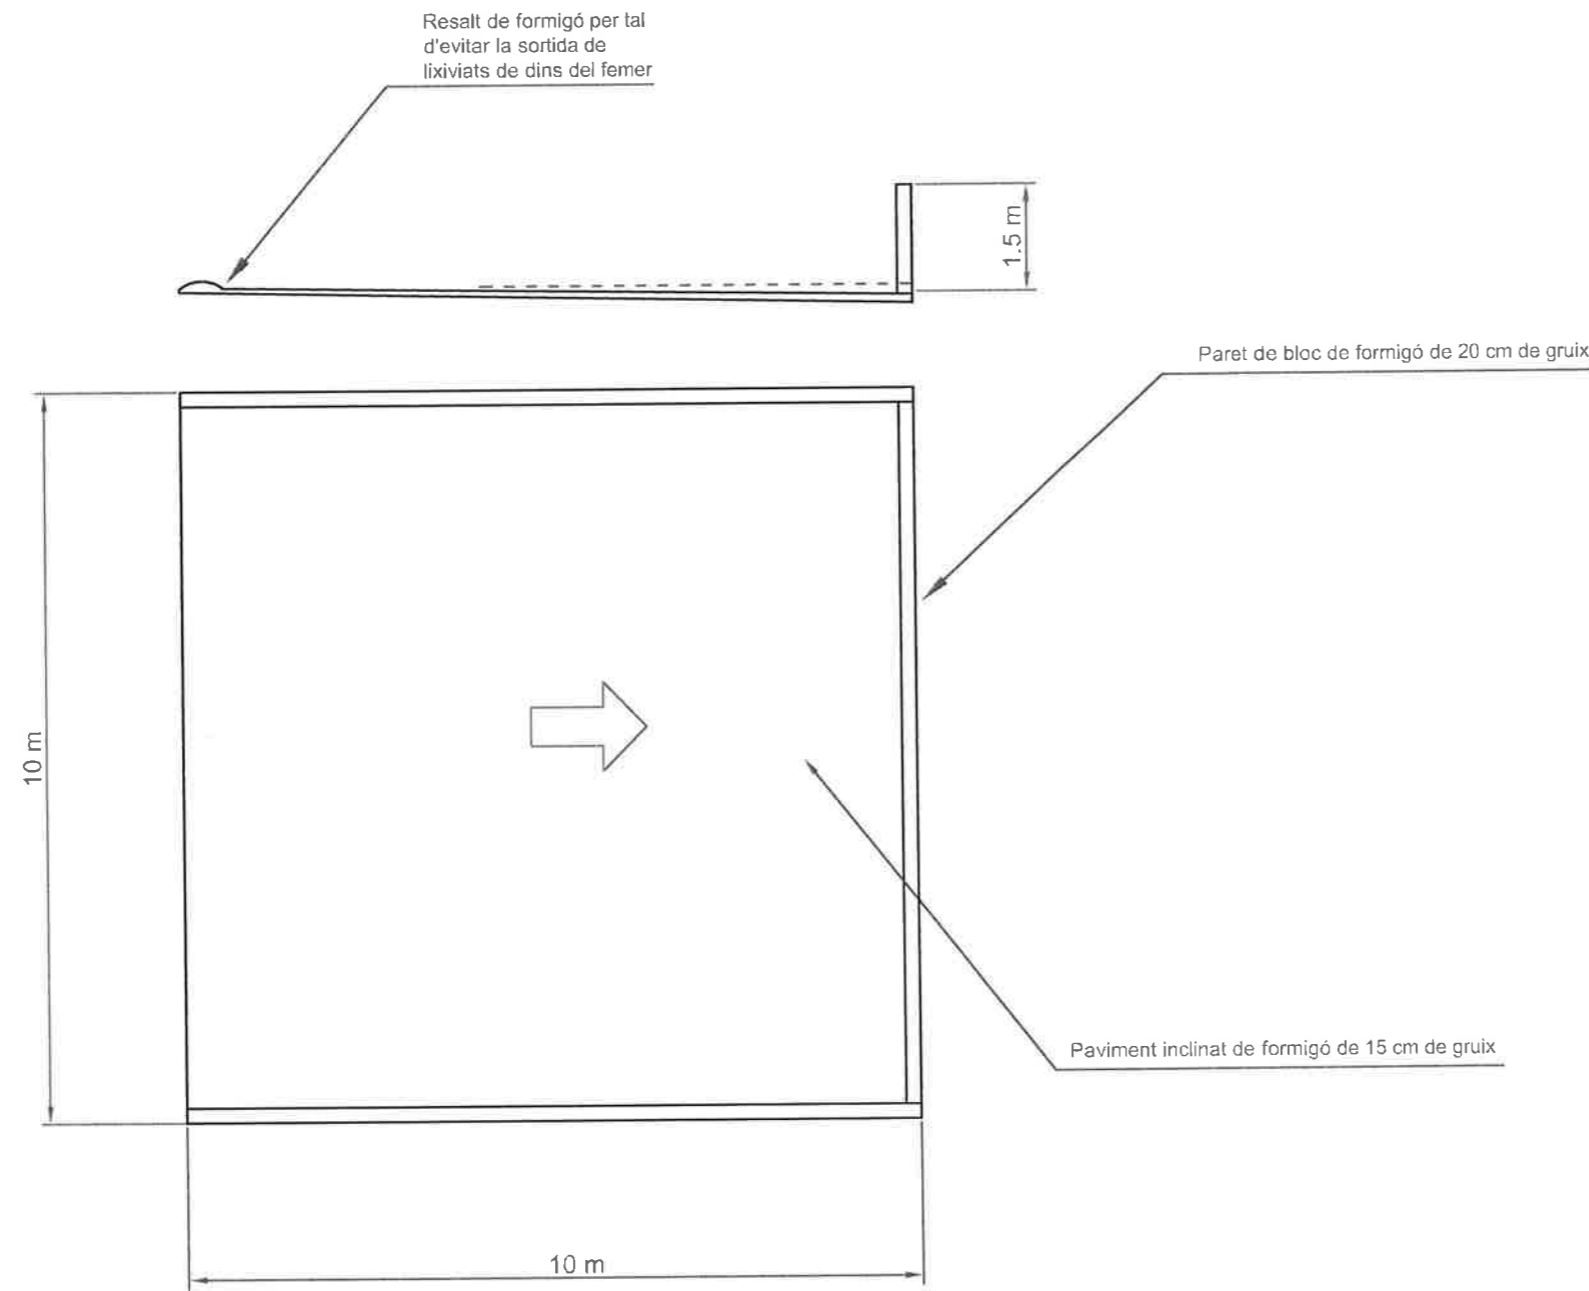 Resalt de formigó per tal
d'evitar la sortida de
lixiviats de dins del femer
1.5 m
Paret de bloc de formigó de 20 cm de gruix
10 m
Paviment inclinat de formigó de 15 cm de gruix
10 m